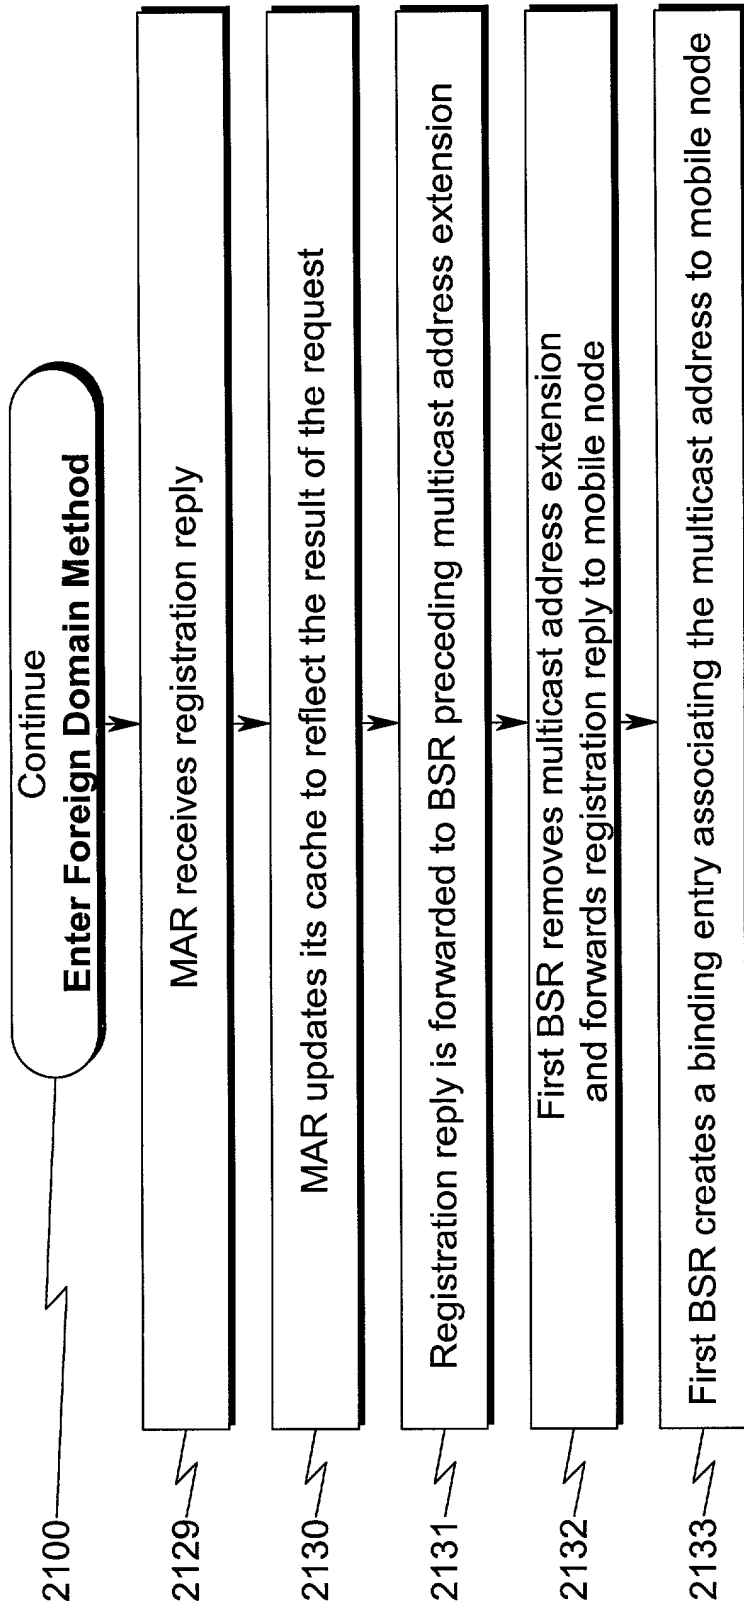 2100
Continue
Enter Foreign Domain Method
2129
MAR receives registration reply
2130
MAR updates its cache to reflect the result of the request
2131
Registration reply is forwarded to BSR preceding multicast address extension
2132
First BSR removes multicast address extension
and forwards registration reply to mobile node
2133
First BSR creates a binding entry associating the multicast address to mobile node